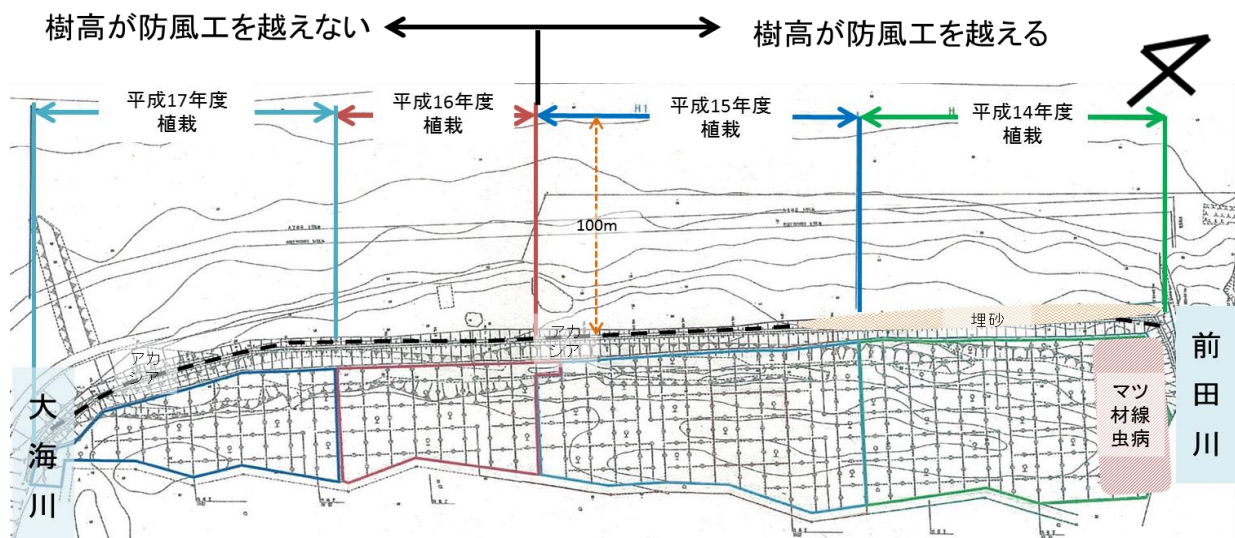 樹高が防風工を越えない
樹高が防風工を越える
平成17年度
植栽
平成16年度
植栽
H1
平成15年度
植栽
H
平成14年度
植栽
100m
埋砂
アカ
シア
アカ
シア
大
海
川
前
田
川
マツ
材線
虫病